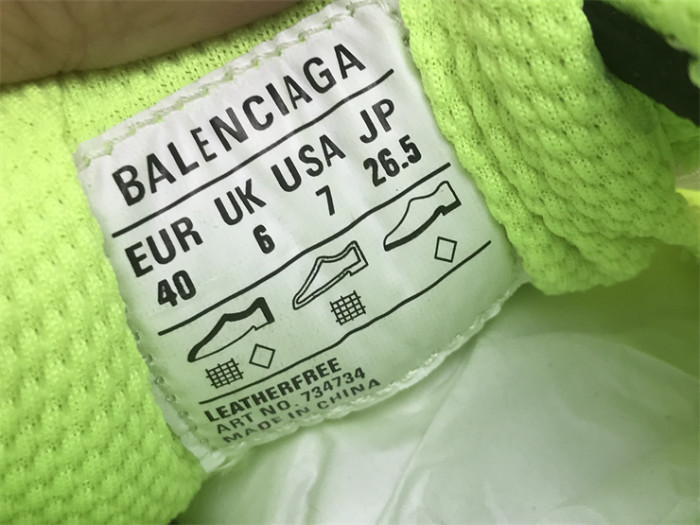 BALENCIAGA
EUR UK USA JP
40 6 7 26.5
LEATHERFREE
ART NO. 734734
MADE IN CHINA